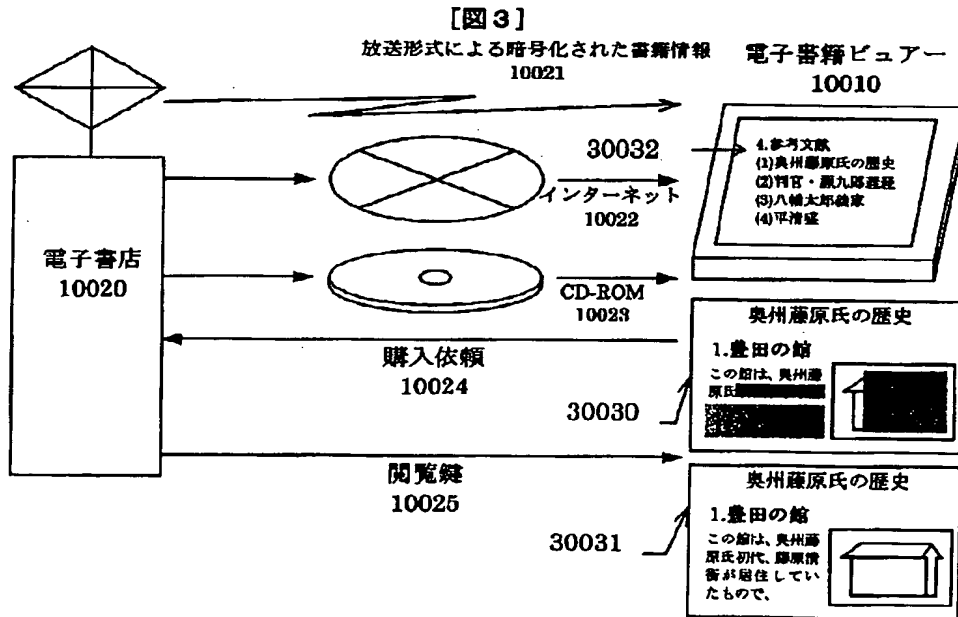 [図3]
放送形式による暗号化された書籍情報
10021
電子書籍ビュアー
10010
電子書店
10020
インターネット
10022
CD-ROM
10023
30032
4.参考文献
(1)奥州藤原氏の歴史
(2)判官・源九郎義経
(3)八幡太郎義家
(4)平清盛
購入依頼
10024
30030
奥州藤原氏の歴史
1.豊田の館
この館は、奥州藤
原氏
閲覧鍵
10025
30031
奥州藤原氏の歴史
1.豊田の館
この館は、奥州藤
原氏初代、藤原清
衡が居住してい
たもので、